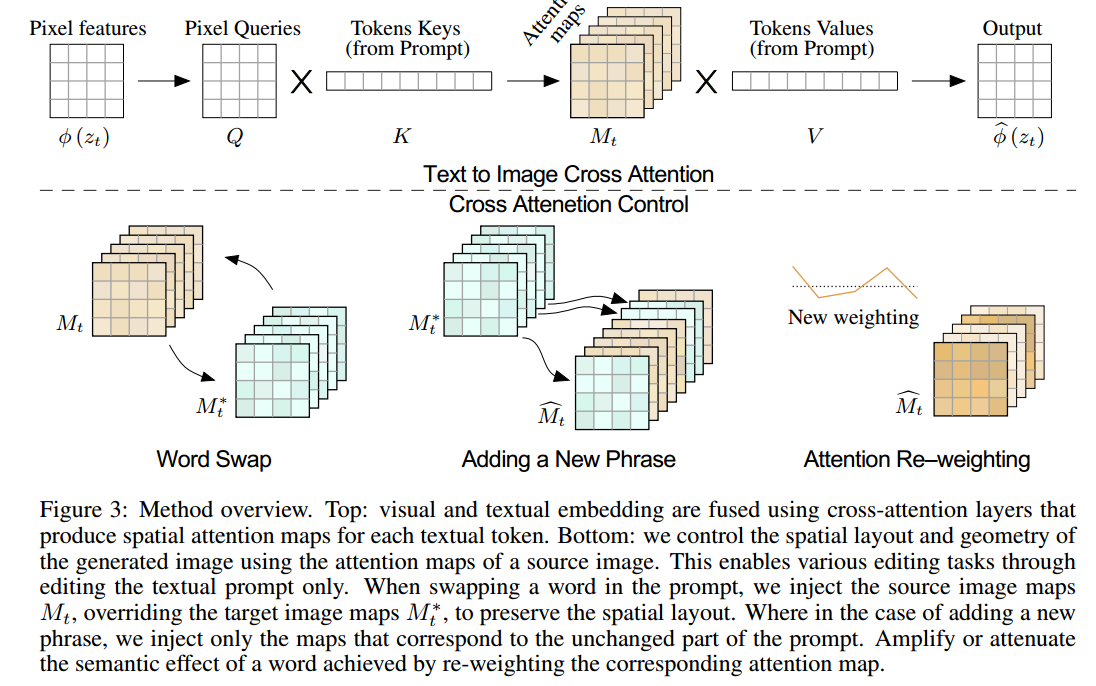 Pixel features
Pixel Queries
Tokens Keys
(from Prompt)
Attention
maps
Tokens Values
(from Prompt)
Output
ϕ (z_t)
Q
K
M_t
V
ϕ̂ (z_t)
Text to Image Cross Attention
Cross Attenetion Control
M_t
M_t^*
M_t^*
M̂_t
New weighting
M̂_t
Word Swap
Adding a New Phrase
Attention Re–weighting
Figure 3: Method overview. Top: visual and textual embedding are fused using cross-attention layers that
produce spatial attention maps for each textual token. Bottom: we control the spatial layout and geometry of
the generated image using the attention maps of a source image. This enables various editing tasks through
editing the textual prompt only. When swapping a word in the prompt, we inject the source image maps
M_t, overriding the target image maps M_t^*, to preserve the spatial layout. Where in the case of adding a new
phrase, we inject only the maps that correspond to the unchanged part of the prompt. Amplify or attenuate
the semantic effect of a word achieved by re-weighting the corresponding attention map.